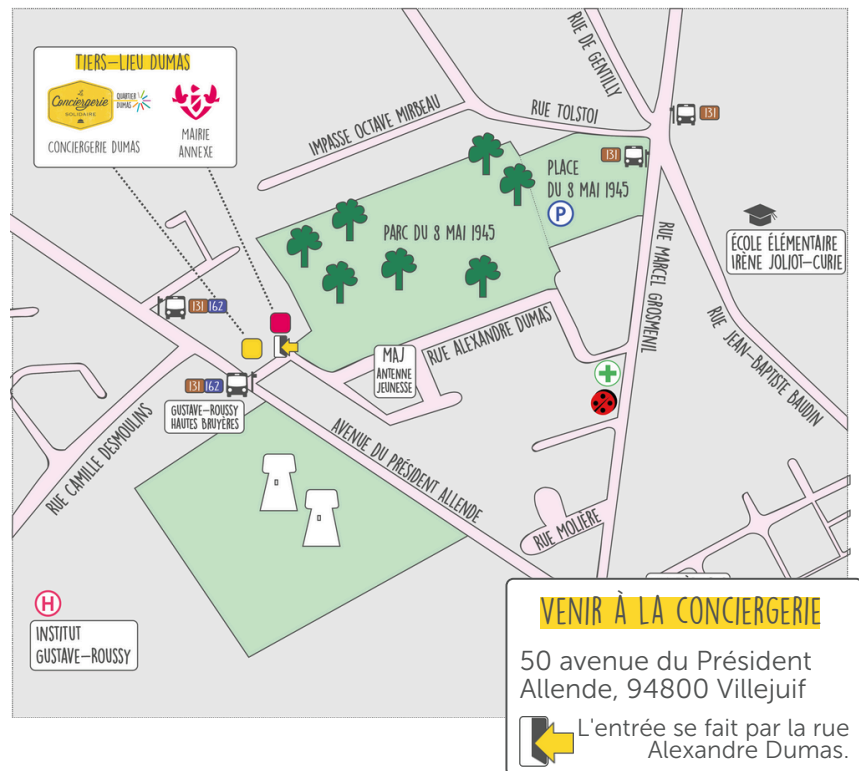 TIERS-LIEU DUMAS
La
Conciergerie
SOLIDAIRE
QUARTIER
DUMAS
CONCIERGERIE DUMAS
MAIRIE
ANNEXE
IMPASSE OCTAVE MIRBEAU
RUE TOLSTOI
RUE DE GENTILLY
131
131
PLACE
DU 8 MAI 1945
P
PARC DU 8 MAI 1945
ÉCOLE ÉLÉMENTAIRE
IRÈNE JOLIOT-CURIE
RUE MARCEL GROSMENIL
RUE JEAN-BAPTISTE BAUDIN
131 162
RUE ALEXANDRE DUMAS
MAJ
ANTENNE
JEUNESSE
131 162
GUSTAVE-ROUSSY
HAUTES BRUYÈRES
RUE CAMILLE DESMOULINS
AVENUE DU PRÉSIDENT ALLENDE
RUE MOLIÈRE
H
INSTITUT
GUSTAVE-ROUSSY
VENIR À LA CONCIERGERIE
50 avenue du Président
Allende, 94800 Villejuif
L'entrée se fait par la rue
Alexandre Dumas.